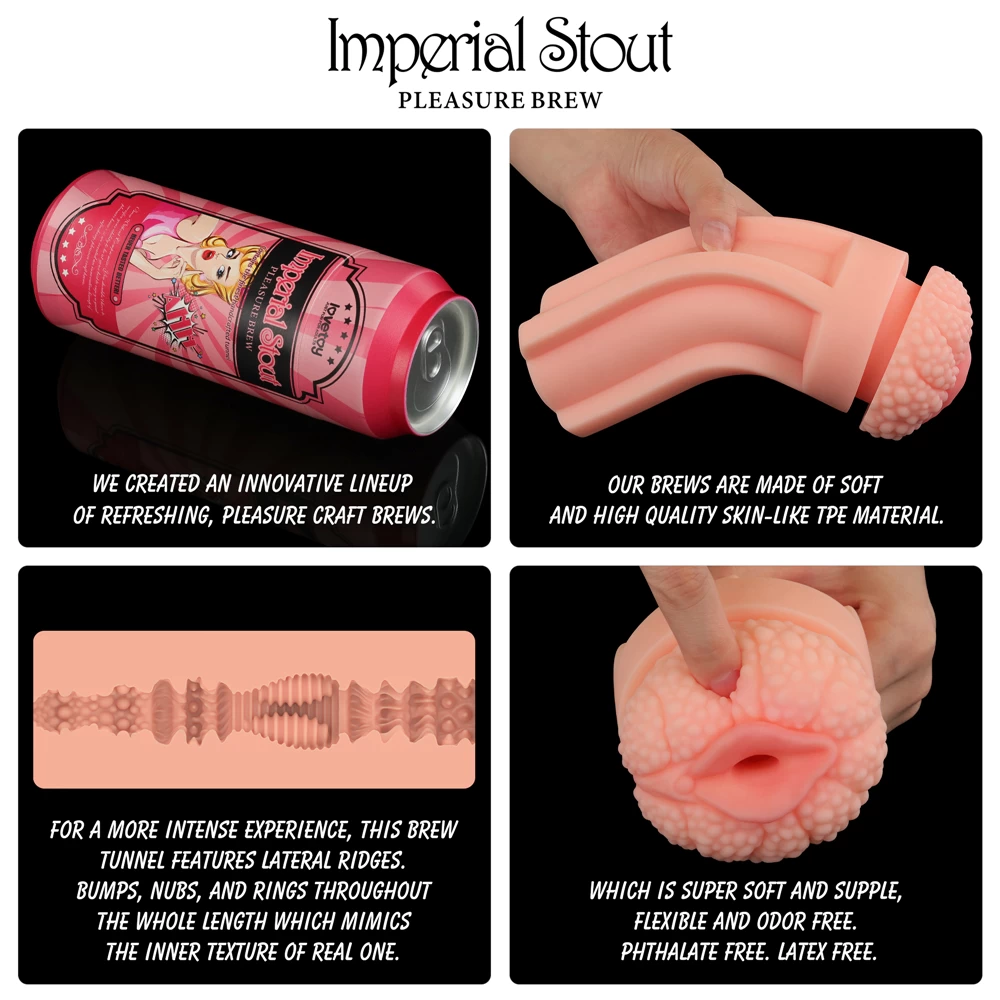 Imperial Stout
PLEASURE BREW
lovetoy
Imperial Stout
PLEASURE BREW
WE CREATED AN INNOVATIVE LINEUP
OF REFRESHING, PLEASURE CRAFT BREWS.
OUR BREWS ARE MADE OF SOFT
AND HIGH QUALITY SKIN-LIKE TPE MATERIAL.
FOR A MORE INTENSE EXPERIENCE, THIS BREW
TUNNEL FEATURES LATERAL RIDGES.
BUMPS, NUBS, AND RINGS THROUGHOUT
THE WHOLE LENGTH WHICH MIMICS
THE INNER TEXTURE OF REAL ONE.
WHICH IS SUPER SOFT AND SUPPLE,
FLEXIBLE AND ODOR FREE.
PHTHALATE FREE. LATEX FREE.